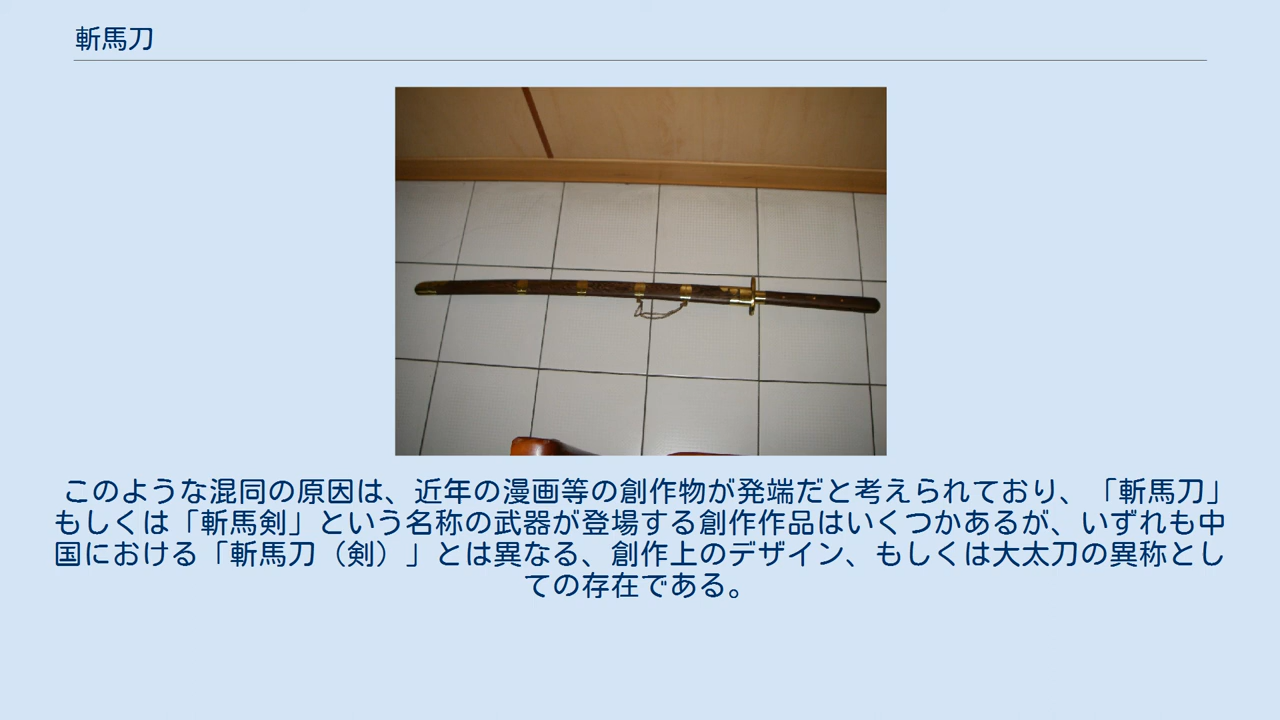 斬馬刀
このような混同の原因は、近年の漫画等の創作物が発端だと考えられており、「斬馬刀」
もしくは「斬馬剣」という名称の武器が登場する創作作品はいくつかあるが、いずれも中
国における「斬馬刀（剣）」とは異なる、創作上のデザイン、もしくは大太刀の異称とし
ての存在である。